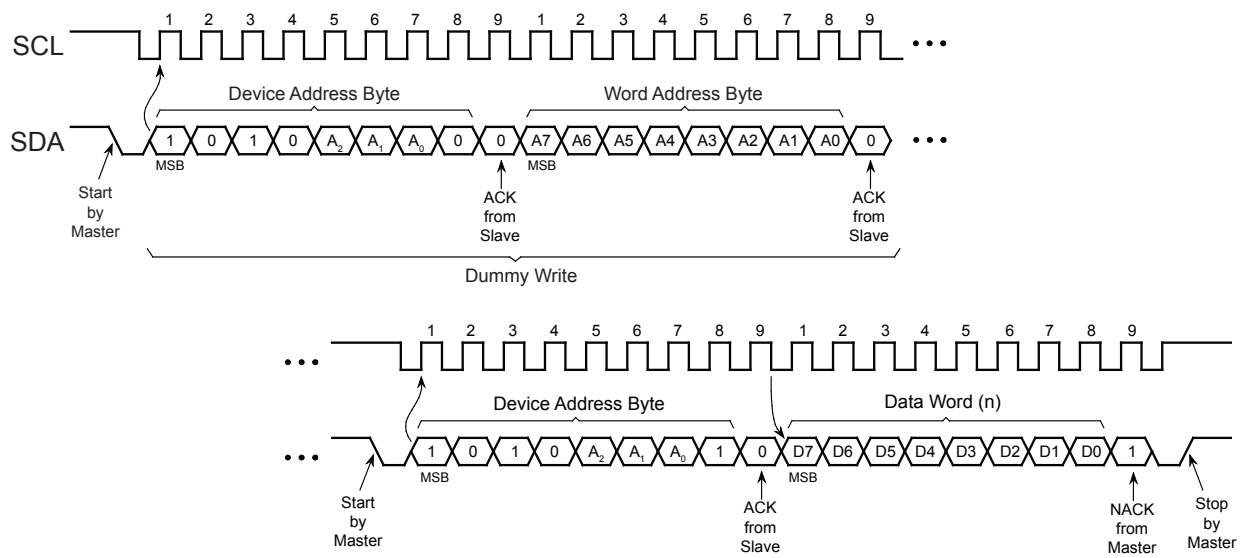 1 2 3 4 5 6 7 8 9 1 2 3 4 5 6 7 8 9
SCL
Device Address Byte Word Address Byte
SDA 1 0 1 0 A2 A1 A0 0 0 A7 A6 A5 A4 A3 A2 A1 A0 0
MSB MSB
Start
by
Master
ACK
from
Slave
ACK
from
Slave
Dummy Write
1 2 3 4 5 6 7 8 9 1 2 3 4 5 6 7 8 9
Device Address Byte Data Word (n)
1 0 1 0 A2 A1 A0 1 0 D7 D6 D5 D4 D3 D2 D1 D0 1
MSB MSB
Start
by
Master
ACK
from
Slave
NACK
from
Master
Stop
by
Master